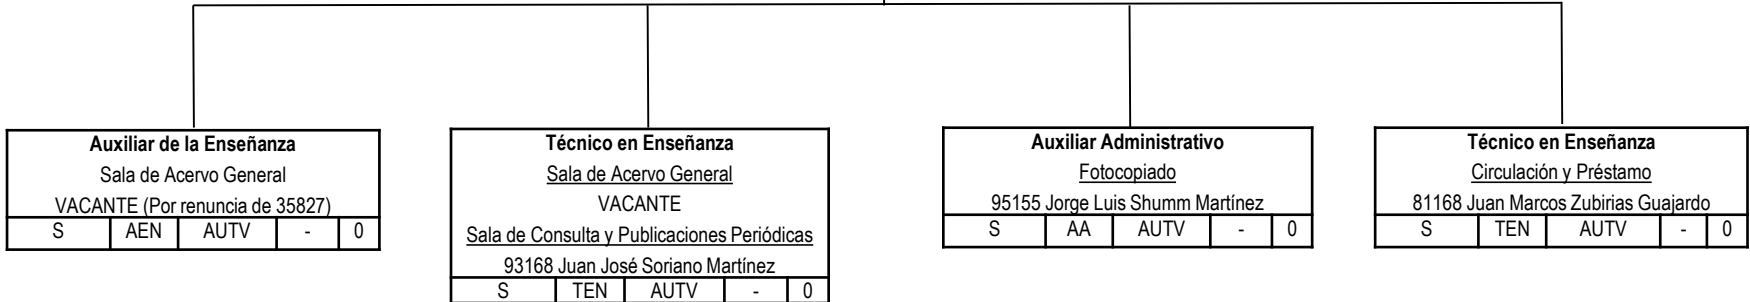 Auxiliar de la Enseñanza
Sala de Acervo General
VACANTE (Por renuncia de 35827)
S AEN AUTV - 0
Técnico en Enseñanza
Sala de Acervo General
VACANTE
Sala de Consulta y Publicaciones Periódicas
93168 Juan José Soriano Martínez
S TEN AUTV - 0
Auxiliar Administrativo
Fotocopiado
95155 Jorge Luis Shumm Martínez
S AA AUTV - 0
Técnico en Enseñanza
Circulación y Préstamo
81168 Juan Marcos Zubirias Guajardo
S TEN AUTV - 0